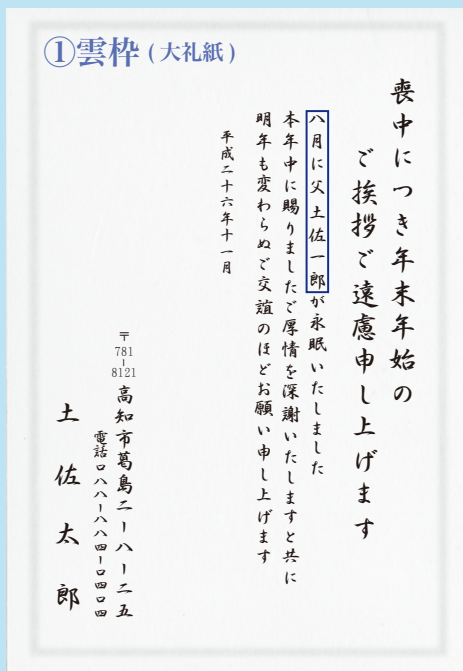 ①雲枠(大礼紙)
喪中につき年末年始の
ご挨拶ご遠慮申し上げます
八月に父 土佐一郎が永眠いたしました
本年中に賜りましたご厚情を深謝いたしますと共に
明年も変わらぬご交誼のほどお願い申し上げます
平成二十六年十一月
〒781-8121
高知市葛島二ー八ー二五
電話〇八八ー八八四ー〇四〇四
土佐太郎